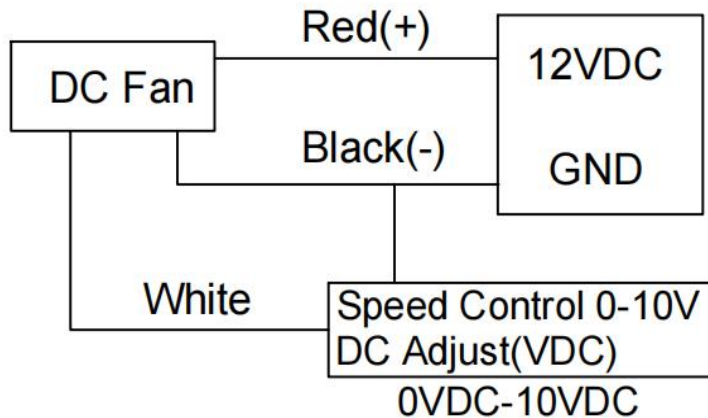 Red(+)
12VDC
DC Fan
Black(-)
GND
White
Speed Control 0-10V
DC Adjust(VDC)
0VDC-10VDC